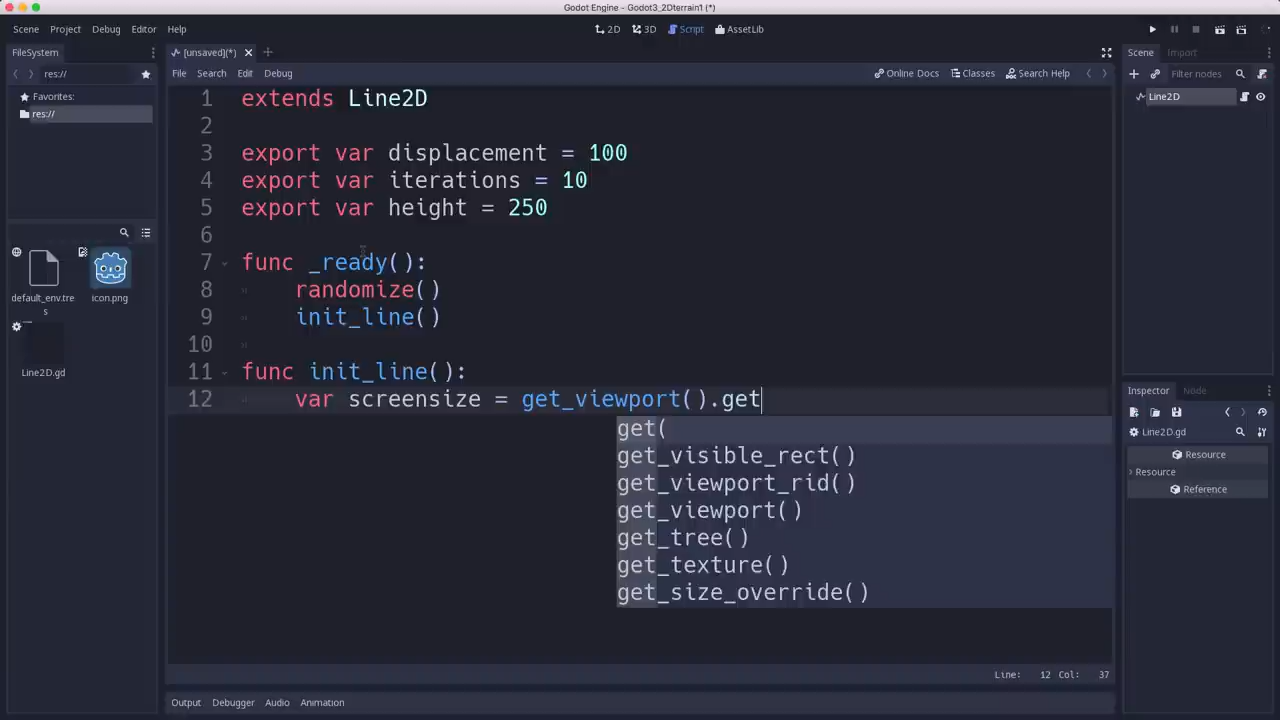 Godot Engine - Godot3_2Dterrain1 (*)
Scene Project Debug Editor Help
2D 3D Script AssetLib
FileSystem
[unsaved](*)
Scene Import
res://
File Search Edit Debug
Online Docs Classes Search Help
Filter nodes
Favorites:
res://
Line2D
1 extends Line2D
2
3 export var displacement = 100
4 export var iterations = 10
5 export var height = 250
6
7 func _ready():
8 randomize()
9 init_line()
10
11 func init_line():
12 var screensize = get_viewport().get
get(
get_visible_rect()
get_viewport_rid()
get_viewport()
get_tree()
get_texture()
get_size_override()
default_env.tre
s
icon.png
Line2D.gd
Inspector Node
Line2D.gd
Resource
Resource
Reference
Line: 12 Col: 37
Output Debugger Audio Animation